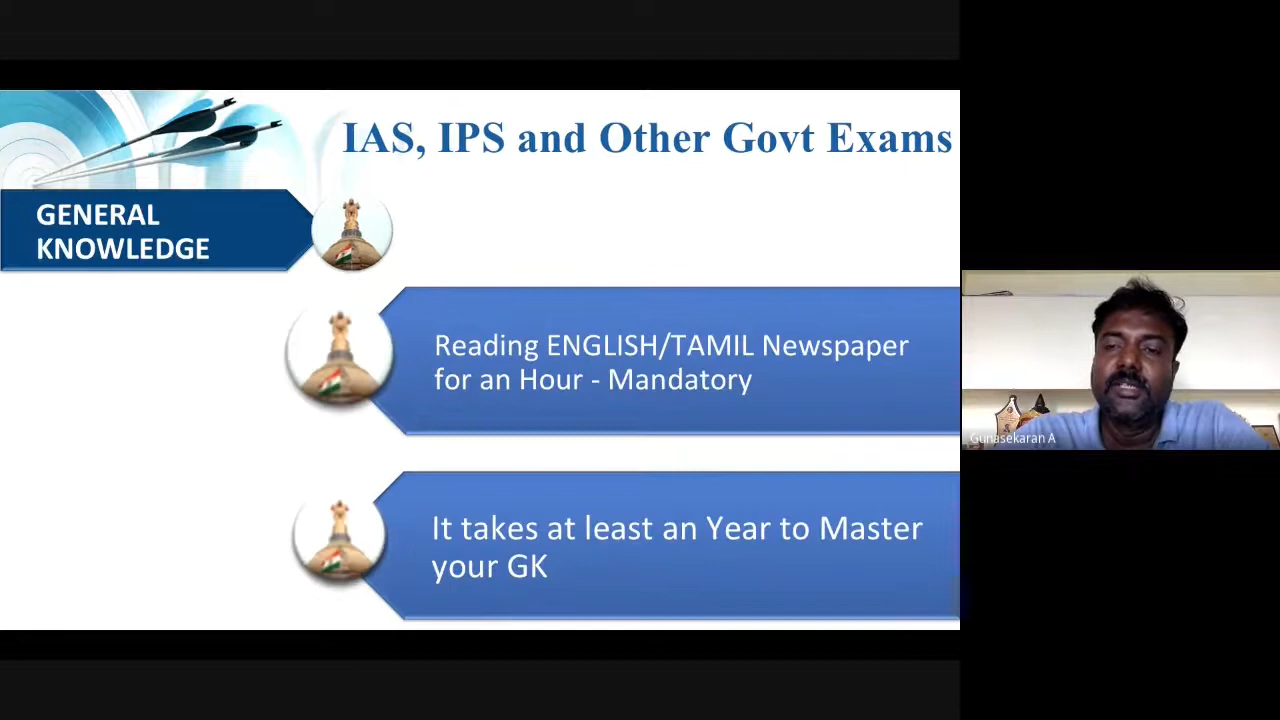 IAS, IPS and Other Govt Exams
GENERAL
KNOWLEDGE
Reading ENGLISH/TAMIL Newspaper
for an Hour - Mandatory
It takes at least an Year to Master
your GK
Gunasekaran A